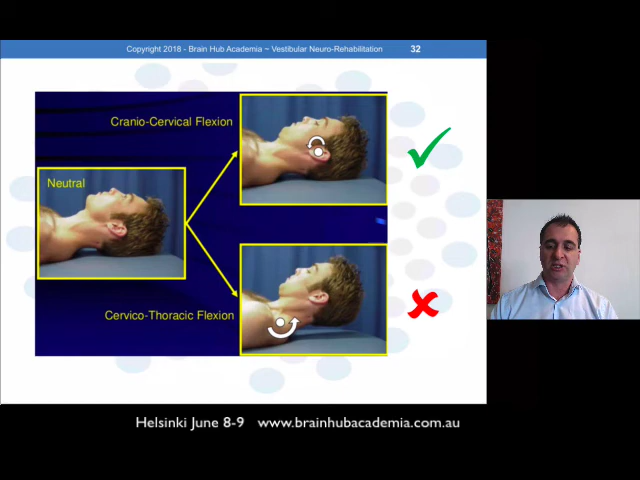 Copyright 2018 - Brain Hub Academia ~ Vestibular Neuro-Rehabilitation 32
Cranio-Cervical Flexion
Neutral
Cervico-Thoracic Flexion
Helsinki June 8-9 www.brainhubacademia.com.au